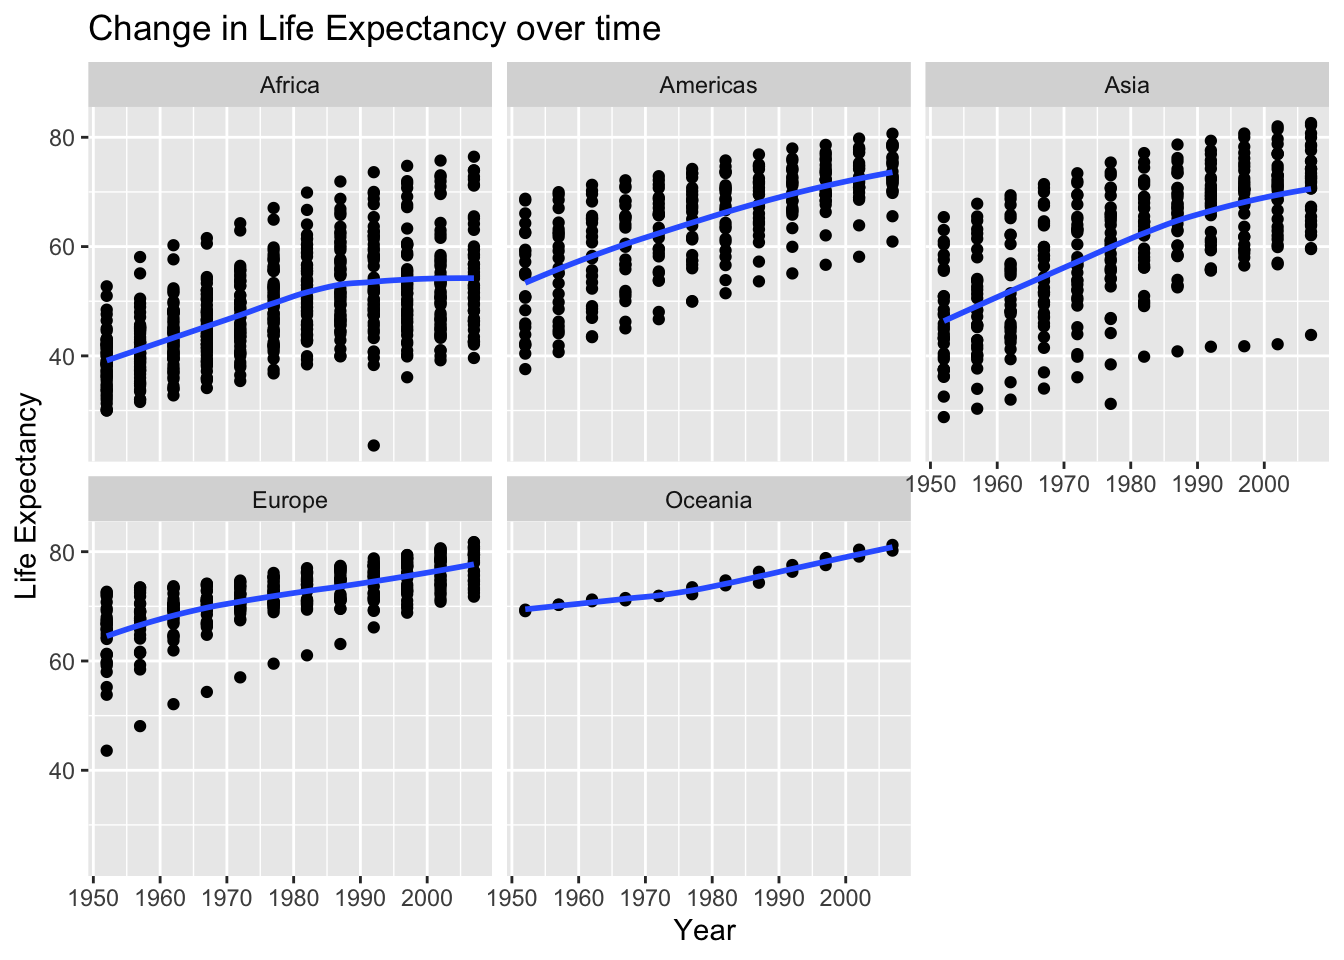 Change in Life Expectancy over time
Africa
Americas
Asia
80
60
40
1950 1960 1970 1980 1990 2000
Europe
Oceania
80
60
40
1950 1960 1970 1980 1990 2000
1950 1960 1970 1980 1990 2000
Life Expectancy
Year